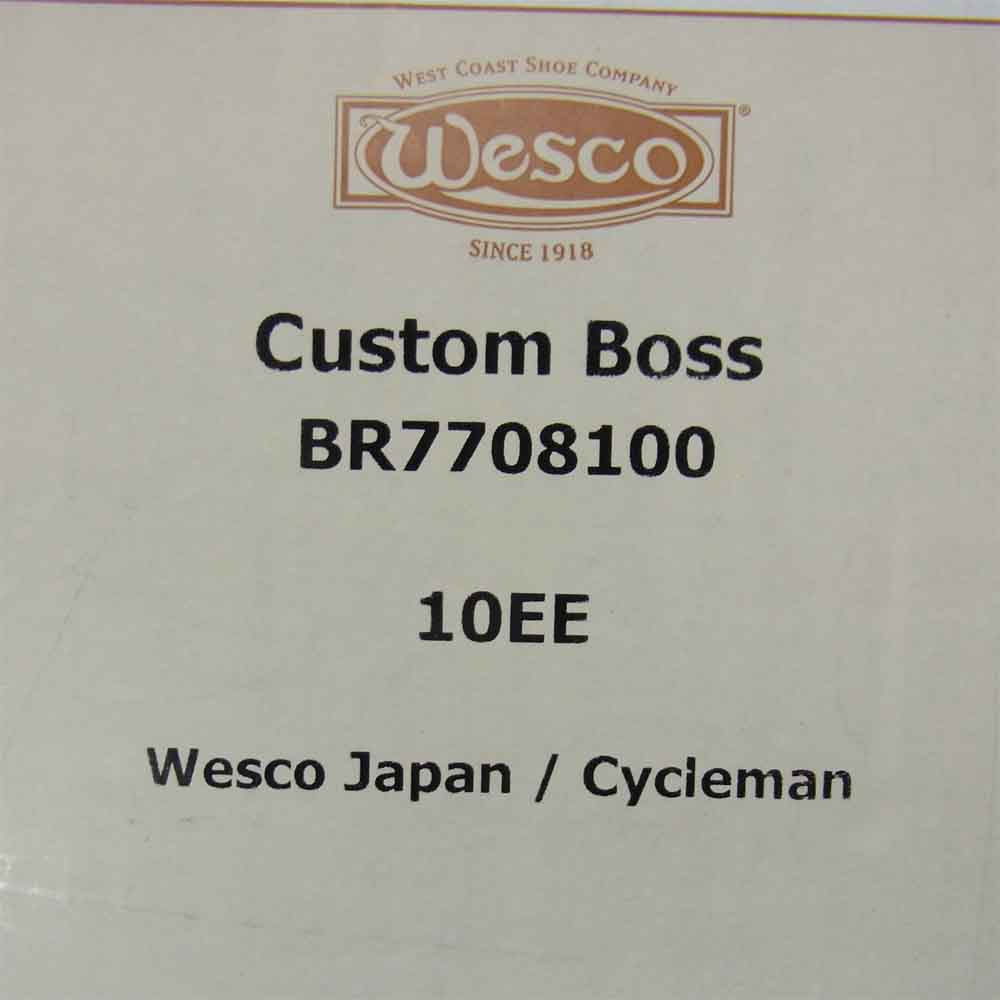 WEST COAST SHOE COMPANY
Wesco®
SINCE 1918
Custom Boss
BR7708100
10EE
Wesco Japan / Cycleman